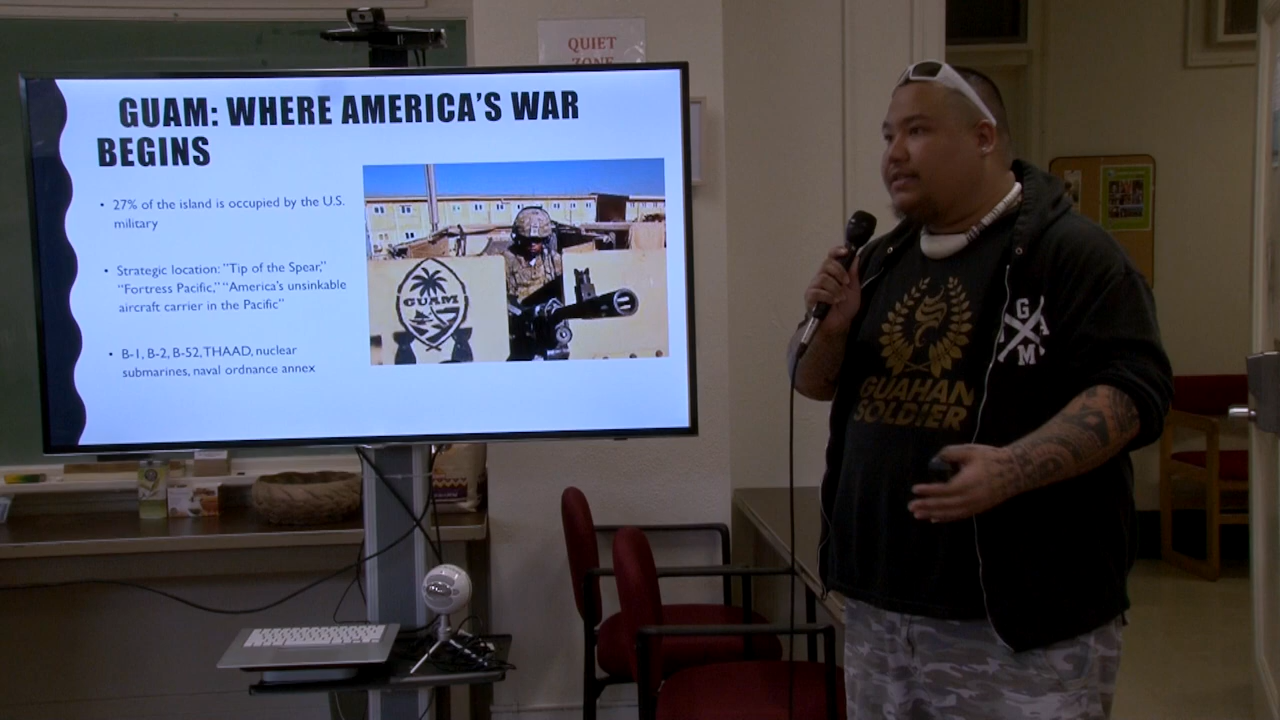 QUIET
ZONE
GUAM: WHERE AMERICA'S WAR
BEGINS
• 27% of the island is occupied by the U.S.
military
• Strategic location: "Tip of the Spear,"
"Fortress Pacific," "America's unsinkable
aircraft carrier in the Pacific"
• B-1, B-2, B-52, THAAD, nuclear
submarines, naval ordnance annex
GUAM
GUAHAN
SOLDIER
G
U A
M